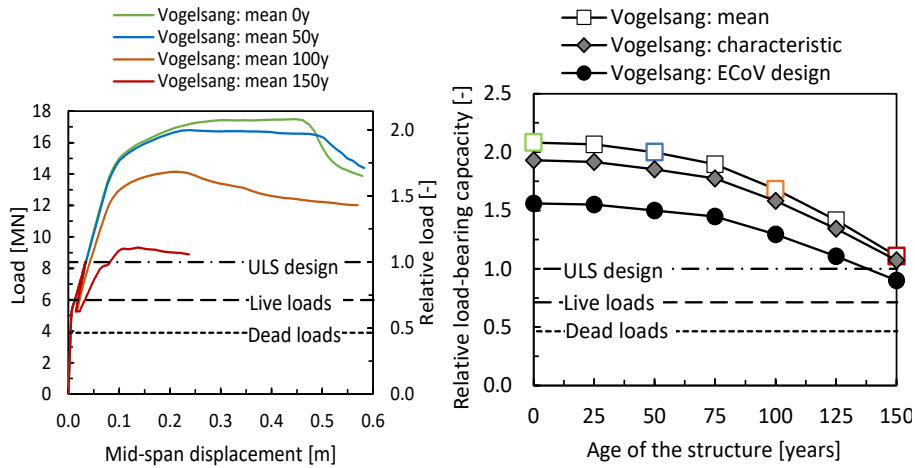 Vogelsang: mean 0y
Vogelsang: mean 50y
Vogelsang: mean 100y
Vogelsang: mean 150y
18
16
14
12
10
8
6
4
2
0
Load [MN]
2.0
1.5
1.0
0.5
0.0
Relative load [-]
ULS design
Live loads
Dead loads
0.0 0.1 0.2 0.3 0.4 0.5 0.6
Mid-span displacement [m]
Vogelsang: mean
Vogelsang: characteristic
Vogelsang: ECoV design
2.5
2.0
1.5
1.0
0.5
0.0
Relative load-bearing capcacity [-]
ULS design
Live loads
Dead loads
0 25 50 75 100 125 150
Age of the structure [years]